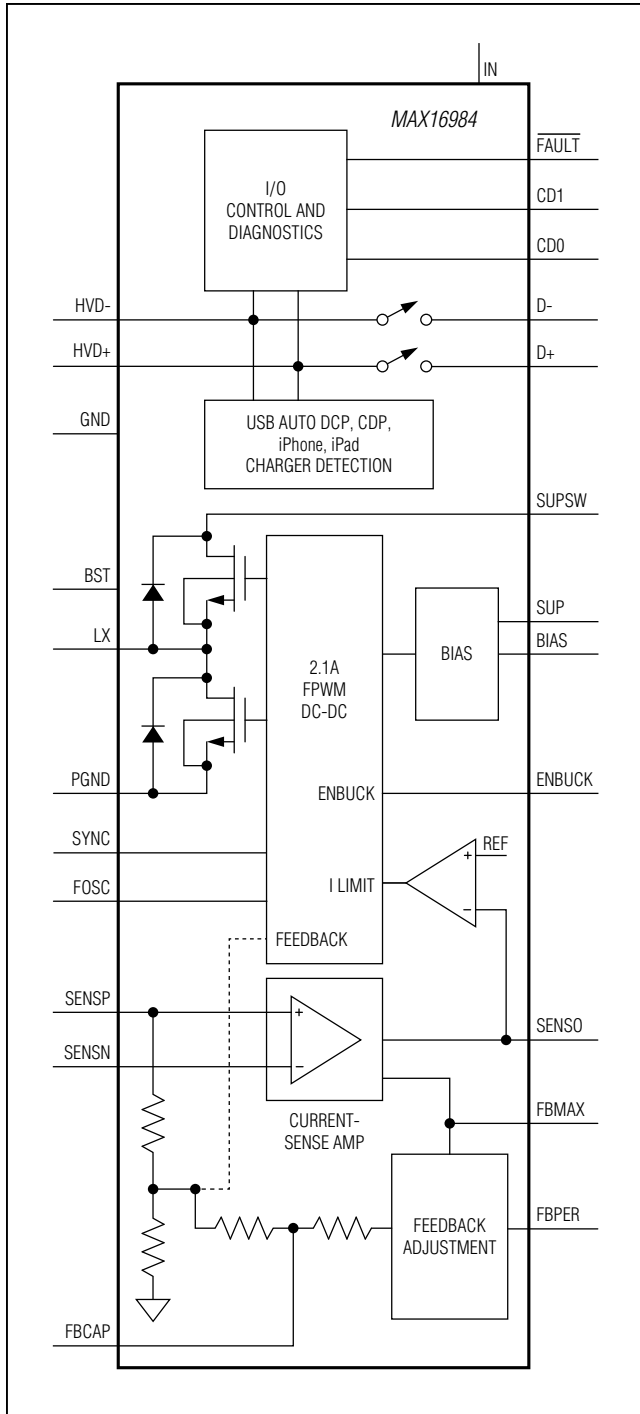 IN
MAX16984
FAULT
I/O
CONTROL AND
DIAGNOSTICS
CD1
CD0
HVD-
D-
HVD+
D+
GND
USB AUTO DCP, CDP,
iPhone, iPad
CHARGER DETECTION
SUPSW
BST
SUP
LX
BIAS
BIAS
2.1A
FPWM
DC-DC
PGND
ENBUCK
ENBUCK
SYNC
REF
+
I LIMIT
−
FOSC
FEEDBACK
SENSP
+
SENSN
−
SENSO
CURRENT-
SENSE AMP
FBMAX
FEEDBACK
ADJUSTMENT
FBPER
FBCAP